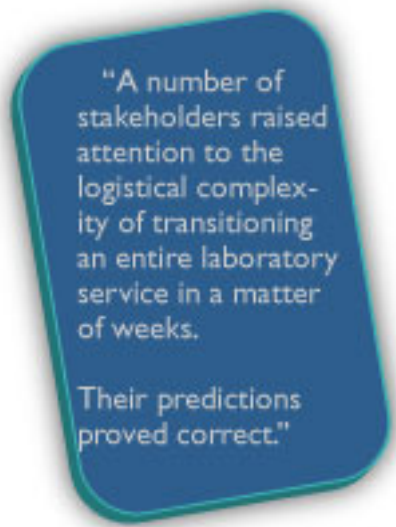 “A number of
stakeholders raised
attention to the
logistical complex-
ity of transitioning
an entire laboratory
service in a matter
of weeks.
Their predictions
proved correct.”